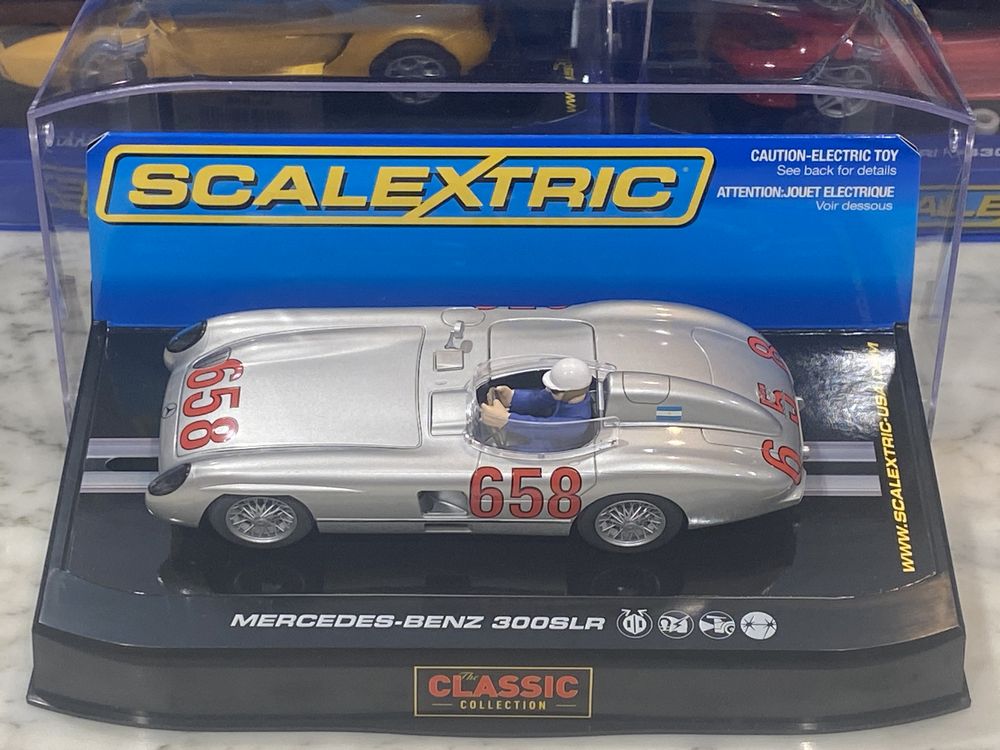 SCALEXTRIC
CAUTION-ELECTRIC TOY
See back for details
ATTENTION:JOUET ELECTRIQUE
Voir dessous
658
658
658
WWW.SCALEXTRIC-USA.COM
MERCEDES-BENZ 300SLR
The
CLASSIC
COLLECTION